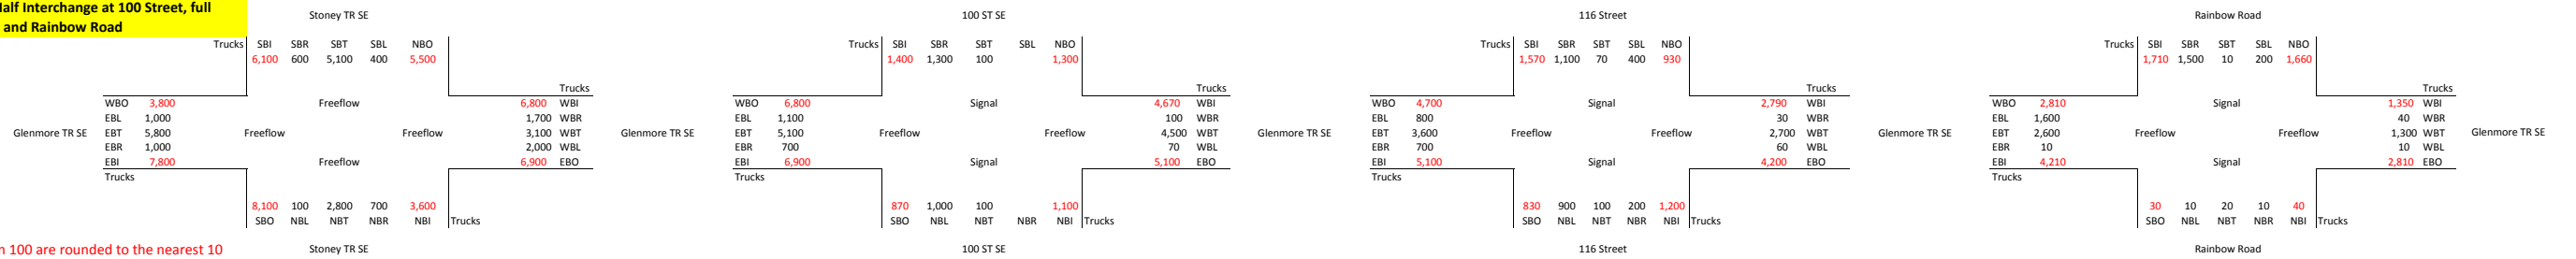 Half Interchange at 100 Street, full
and Rainbow Road
Stoney TR SE
100 ST SE
116 Street
Rainbow Road
Trucks SBI SBR SBT SBL NBO
6,100 600 5,100 400 5,500
Trucks SBI SBR SBT SBL NBO
1,400 1,300 100 1,300
Trucks SBI SBR SBT SBL NBO
1,570 1,100 70 400 930
Trucks SBI SBR SBT SBL NBO
1,710 1,500 10 200 1,660
Trucks
Trucks
Trucks
Trucks
WBO 3,800 Freeflow 6,800 WBI
WBO 6,800 Signal 4,670 WBI
WBO 4,700 Signal 2,790 WBI
WBO 2,810 Signal 1,350 WBI
EBL 1,000 1,700 WBR
EBL 1,100 100 WBR
EBL 800 30 WBR
EBL 1,600 40 WBR
Glenmore TR SE EBT 5,800 Freeflow Freeflow 3,100 WBT
Glenmore TR SE EBT 5,100 Freeflow Freeflow 4,500 WBT
Glenmore TR SE EBT 3,600 Freeflow Freeflow 2,700 WBT
Glenmore TR SE EBT 2,600 Freeflow Freeflow 1,300 WBT Glenmore TR SE
EBR 1,000 2,000 WBL
EBR 700 70 WBL
EBR 700 60 WBL
EBR 10 10 WBL
EBI 7,800 Freeflow 6,900 EBO
EBI 6,900 Signal 5,100 EBO
EBI 5,100 Signal 4,200 EBO
EBI 4,210 Signal 2,810 EBO
Trucks
Trucks
Trucks
Trucks
8,100 100 2,800 700 3,600
SBO NBL NBT NBR NBI Trucks
870 1,000 100 1,100
SBO NBL NBT NBR NBI Trucks
830 900 100 200 1,200
SBO NBL NBT NBR NBI Trucks
30 10 20 10 40
SBO NBL NBT NBR NBI Trucks
100 are rounded to the nearest 10
Stoney TR SE
100 ST SE
116 Street
Rainbow Road